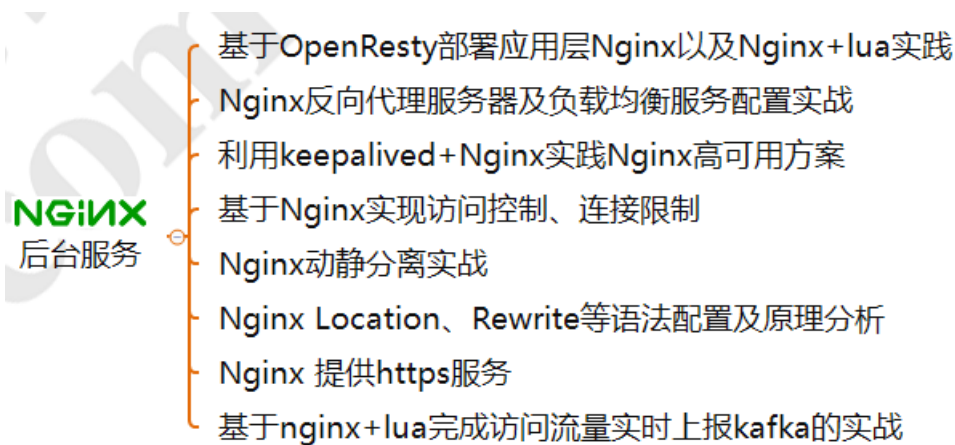 基于OpenResty部署应用层Nginx以及Nginx+lua实践
Nginx反向代理服务器及负载均衡服务配置实战
利用keepalived+Nginx实践Nginx高可用方案
NGiNX
后台服务
基于Nginx实现访问控制、连接限制
Nginx动静分离实战
Nginx Location、Rewrite等语法配置及原理分析
Nginx 提供https服务
基于nginx+lua完成访问流量实时上报kafka的实战